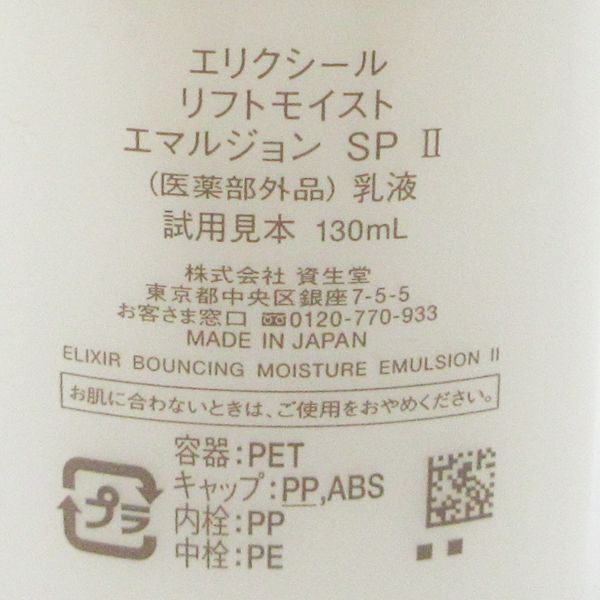 エリクシール
リフトモイスト
エマルジョン SP Ⅱ
(医薬部外品) 乳液
試用見本 130mL
株式会社 資生堂
東京都中央区銀座7-5-5
お客さま窓口 0120-770-933
MADE IN JAPAN
ELIXIR BOUNCING MOISTURE EMULSION II
お肌に合わないときは、ご使用をおやめください。
容器:PET
キャップ:PP,ABS
内栓:PP
中栓:PE
プラ